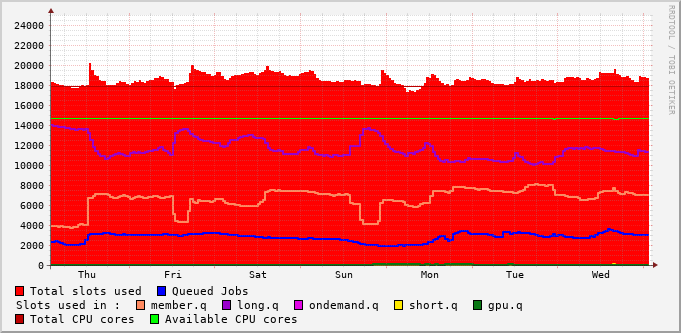 24000
22000
20000
18000
16000
14000
12000
10000
8000
6000
4000
2000
0
Thu Fri Sat Sun Mon Tue Wed
RRDTOOL / TOBI OETIKER
Total slots used Queued Jobs
Slots used in : member.q long.q ondemand.q short.q gpu.q
Total CPU cores Available CPU cores